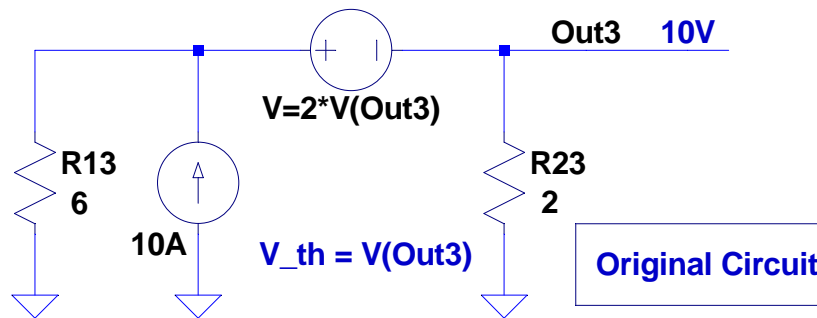 Out3 10V
+ –
V=2*V(Out3)
R13
6
R23
2
10A
V_th = V(Out3)
Original Circuit